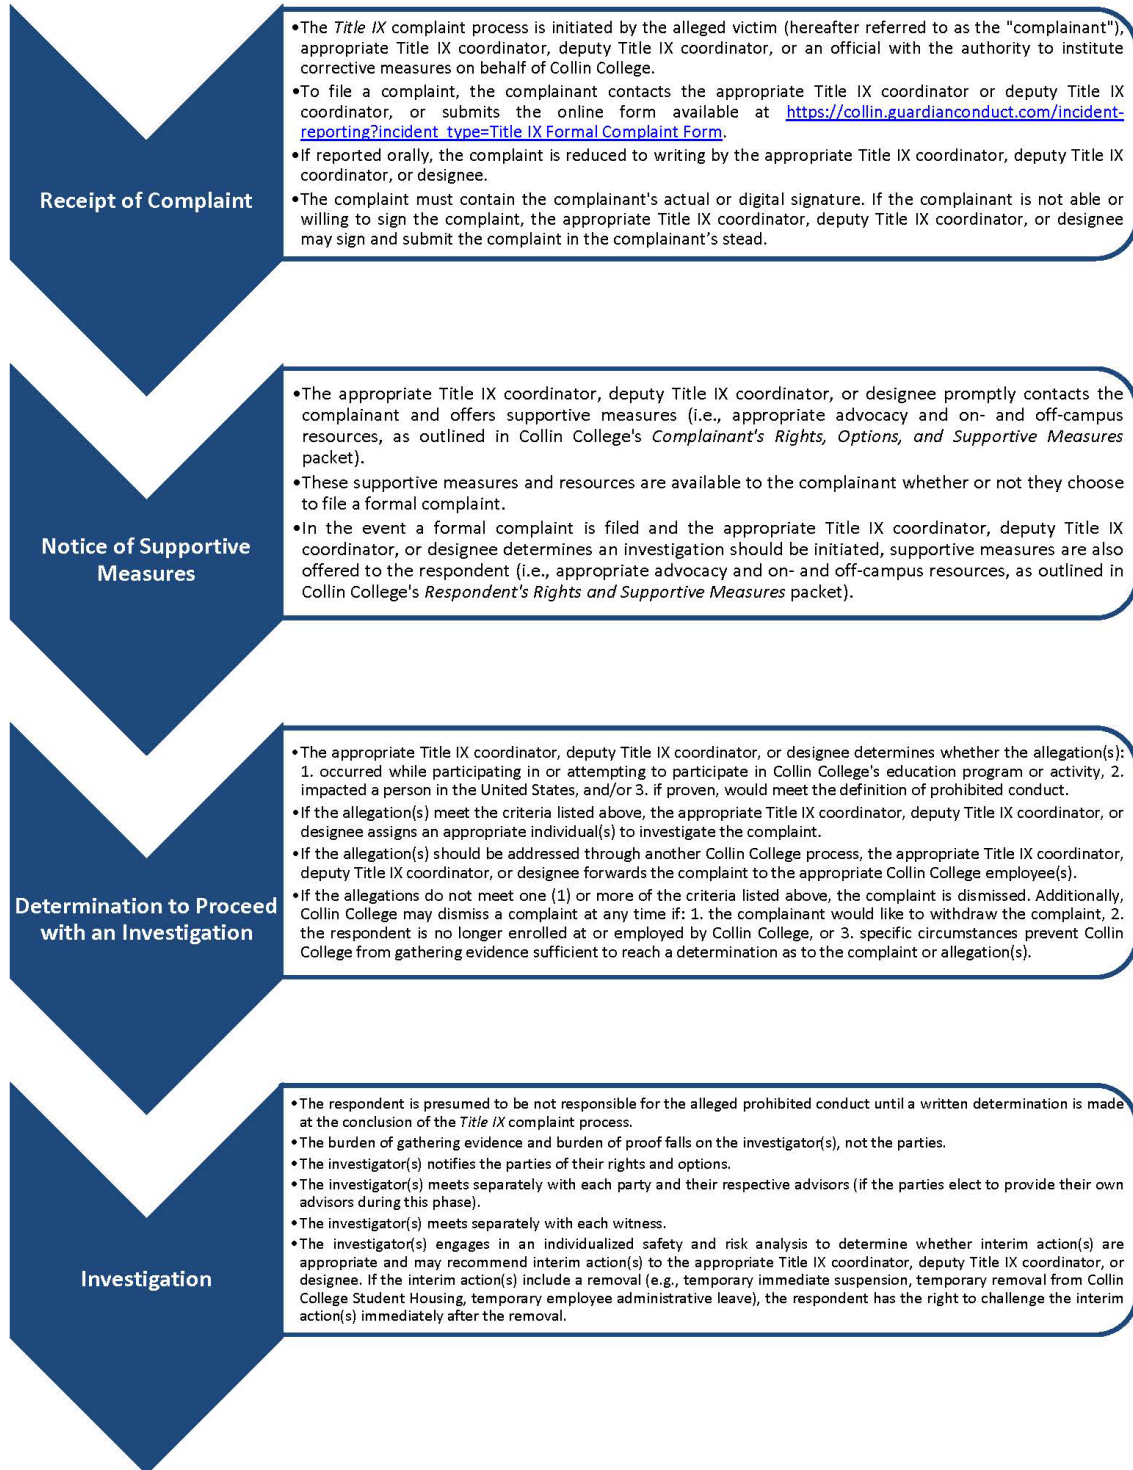 •The Title IX complaint process is initiated by the alleged victim (hereafter referred to as the "complainant"),
appropriate Title IX coordinator, deputy Title IX coordinator, or an official with the authority to institute
corrective measures on behalf of Collin College.
•To file a complaint, the complainant contacts the appropriate Title IX coordinator or deputy Title IX
coordinator, or submits the online form available at https://collin.guardianconduct.com/incident-
reporting?incident_type=Title IX Formal Complaint Form.
•If reported orally, the complaint is reduced to writing by the appropriate Title IX coordinator, deputy Title IX
coordinator, or designee.
•The complaint must contain the complainant's actual or digital signature. If the complainant is not able or
willing to sign the complaint, the appropriate Title IX coordinator, deputy Title IX coordinator, or designee
may sign and submit the complaint in the complainant’s stead.
Receipt of Complaint
•The appropriate Title IX coordinator, deputy Title IX coordinator, or designee promptly contacts the
complainant and offers supportive measures (i.e., appropriate advocacy and on- and off-campus
resources, as outlined in Collin College's Complainant's Rights, Options, and Supportive Measures
packet).
•These supportive measures and resources are available to the complainant whether or not they choose
to file a formal complaint.
•In the event a formal complaint is filed and the appropriate Title IX coordinator, deputy Title IX
coordinator, or designee determines an investigation should be initiated, supportive measures are also
offered to the respondent (i.e., appropriate advocacy and on- and off-campus resources, as outlined in
Collin College's Respondent's Rights and Supportive Measures packet).
Notice of Supportive
Measures
•The appropriate Title IX coordinator, deputy Title IX coordinator, or designee determines whether the allegation(s):
1. occurred while participating in or attempting to participate in Collin College's education program or activity, 2.
impacted a person in the United States, and/or 3. if proven, would meet the definition of prohibited conduct.
•If the allegation(s) meet the criteria listed above, the appropriate Title IX coordinator, deputy Title IX coordinator, or
designee assigns an appropriate individual(s) to investigate the complaint.
•If the allegation(s) should be addressed through another Collin College process, the appropriate Title IX coordinator,
deputy Title IX coordinator, or designee forwards the complaint to the appropriate Collin College employee(s).
•If the allegations do not meet one (1) or more of the criteria listed above, the complaint is dismissed. Additionally,
Collin College may dismiss a complaint at any time if: 1. the complainant would like to withdraw the complaint, 2.
the respondent is no longer enrolled at or employed by Collin College, or 3. specific circumstances prevent Collin
College from gathering evidence sufficient to reach a determination as to the complaint or allegation(s).
Determination to Proceed
with an Investigation
•The respondent is presumed to be not responsible for the alleged prohibited conduct until a written determination is made
at the conclusion of the Title IX complaint process.
•The burden of gathering evidence and burden of proof falls on the investigator(s), not the parties.
•The investigator(s) notifies the parties of their rights and options.
•The investigator(s) meets separately with each party and their respective advisors (if the parties elect to provide their own
advisors during this phase).
•The investigator(s) meets separately with each witness.
•The investigator(s) engages in an individualized safety and risk analysis to determine whether interim action(s) are
appropriate and may recommend interim action(s) to the appropriate Title IX coordinator, deputy Title IX coordinator, or
designee. If the interim action(s) include a removal (e.g., temporary immediate suspension, temporary removal from Collin
College Student Housing, temporary employee administrative leave), the respondent has the right to challenge the interim
action(s) immediately after the removal.
Investigation